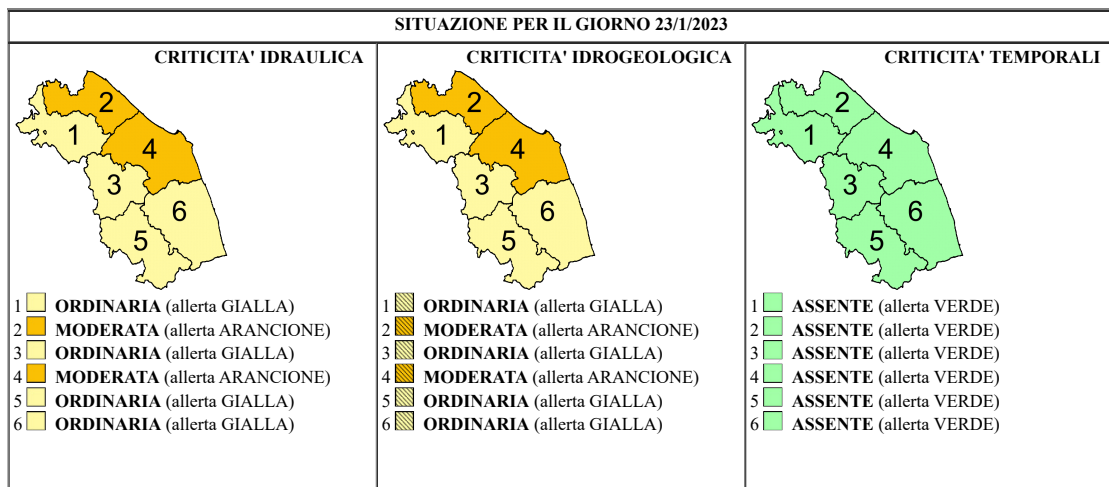 SITUAZIONE PER IL GIORNO 23/1/2023
CRITICITA' IDRAULICA
2
1
4
3
6
5
1 ORDINARIA (allerta GIALLA)
2 MODERATA (allerta ARANCIONE)
3 ORDINARIA (allerta GIALLA)
4 MODERATA (allerta ARANCIONE)
5 ORDINARIA (allerta GIALLA)
6 ORDINARIA (allerta GIALLA)
CRITICITA' IDROGEOLOGICA
2
1
4
3
6
5
1 ORDINARIA (allerta GIALLA)
2 MODERATA (allerta ARANCIONE)
3 ORDINARIA (allerta GIALLA)
4 MODERATA (allerta ARANCIONE)
5 ORDINARIA (allerta GIALLA)
6 ORDINARIA (allerta GIALLA)
CRITICITA' TEMPORALI
2
1
4
3
6
5
1 ASSENTE (allerta VERDE)
2 ASSENTE (allerta VERDE)
3 ASSENTE (allerta VERDE)
4 ASSENTE (allerta VERDE)
5 ASSENTE (allerta VERDE)
6 ASSENTE (allerta VERDE)